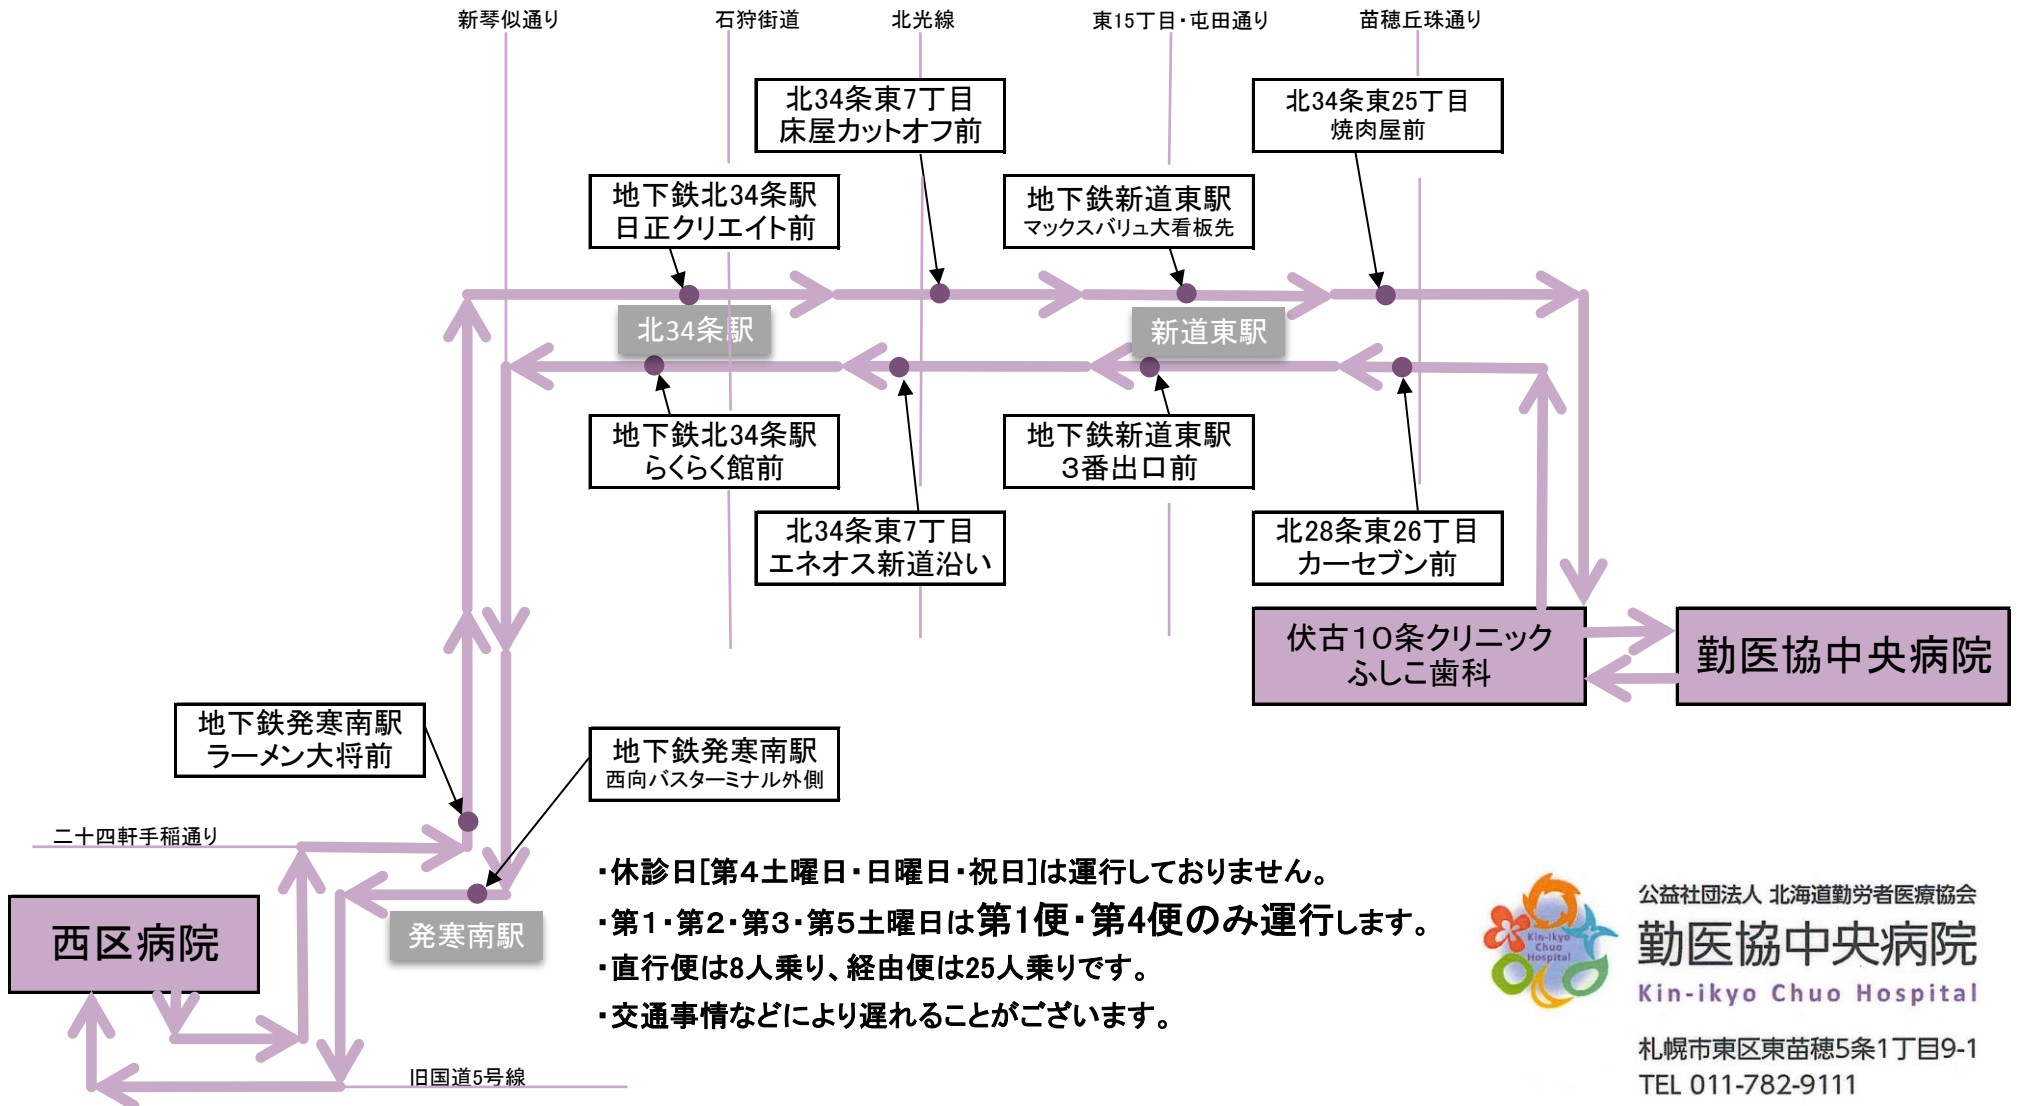 新琴似通り
石狩街道
北光線
東15丁目・屯田通り
苗穂丘珠通り
北34条東7丁目
床屋カットオフ前
北34条東25丁目
焼肉屋前
地下鉄北34条駅
日正クリエイト前
地下鉄新道東駅
マックスバリュ大看板先
北34条駅
新道東駅
地下鉄北34条駅
らくらく館前
地下鉄新道東駅
３番出口前
北34条東7丁目
エネオス新道沿い
北28条東26丁目
カーセブン前
伏古１０条クリニック
ふしこ歯科
勤医協中央病院
地下鉄発寒南駅
ラーメン大将前
地下鉄発寒南駅
西向バスターミナル外側
二十四軒手稲通り
西区病院
発寒南駅
旧国道5号線
・休診日[第４土曜日・日曜日・祝日]は運行しておりません。
・第１・第２・第３・第５土曜日は第1便・第4便のみ運行します。
・直行便は8人乗り、経由便は25人乗りです。
・交通事情などにより遅れることがございます。
Kin-ikyo
Chuo
Hospital
公益社団法人 北海道勤労者医療協会
勤医協中央病院
Kin-ikyo Chuo Hospital
札幌市東区東苗穂5条1丁目9-1
TEL 011-782-9111